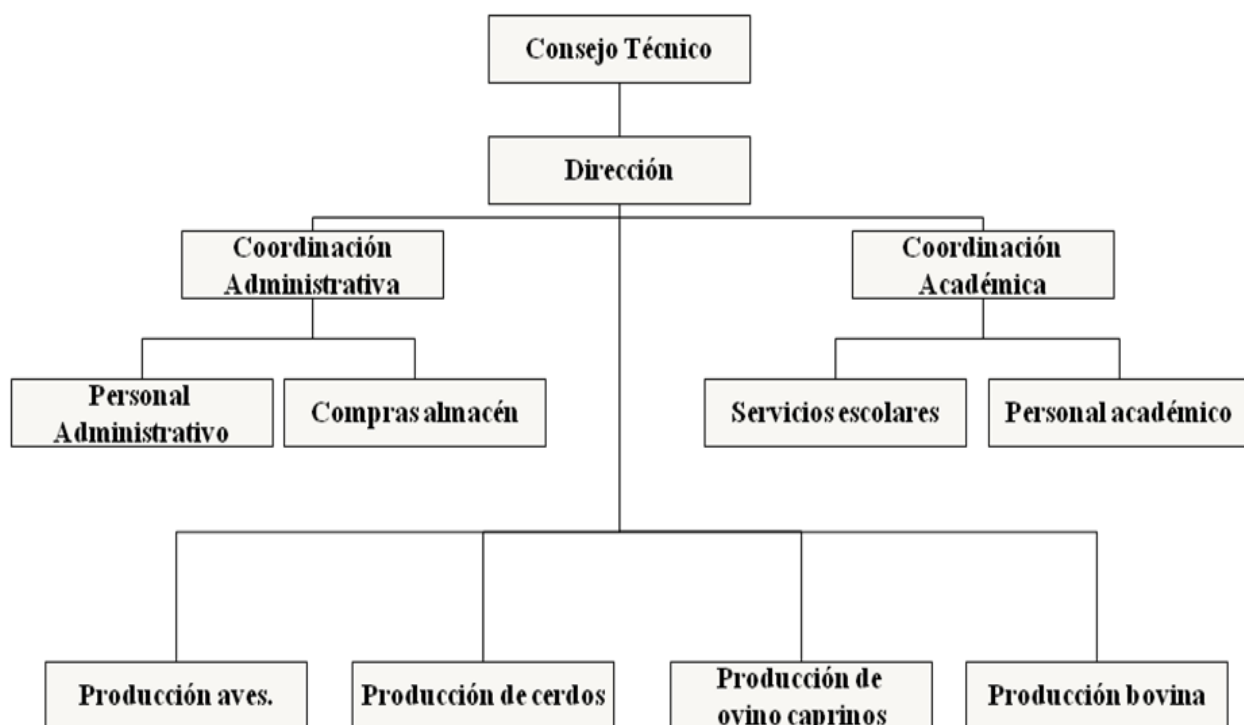 Consejo Técnico
Dirección
Coordinación
Administrativa
Coordinación
Académica
Personal
Administrativo
Compras almacén
Servicios escolares
Personal académico
Producción aves.
Producción de cerdos
Producción de
ovino caprinos
Producción bovina